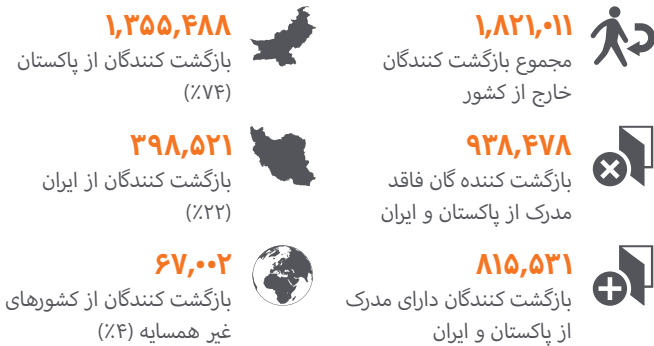 ۱,۸۲۱,۰۱۱
مجموع بازگشت کنندگان
خارج از کشور
۱,۳۵۵,۴۸۸
بازگشت کنندگان از پاکستان
(٪۷۴)
۹۳۸,۴۷۸
بازگشت کننده گان فاقد
مدرک از پاکستان و ایران
۳۹۸,۵۲۱
بازگشت کنندگان از ایران
(٪۲۲)
۸۱۵,۵۳۱
بازگشت کنندگان دارای مدرک
از پاکستان و ایران
۶۷,۰۰۲
بازگشت کنندگان از کشورهای
غیر همسایه (٪۴)